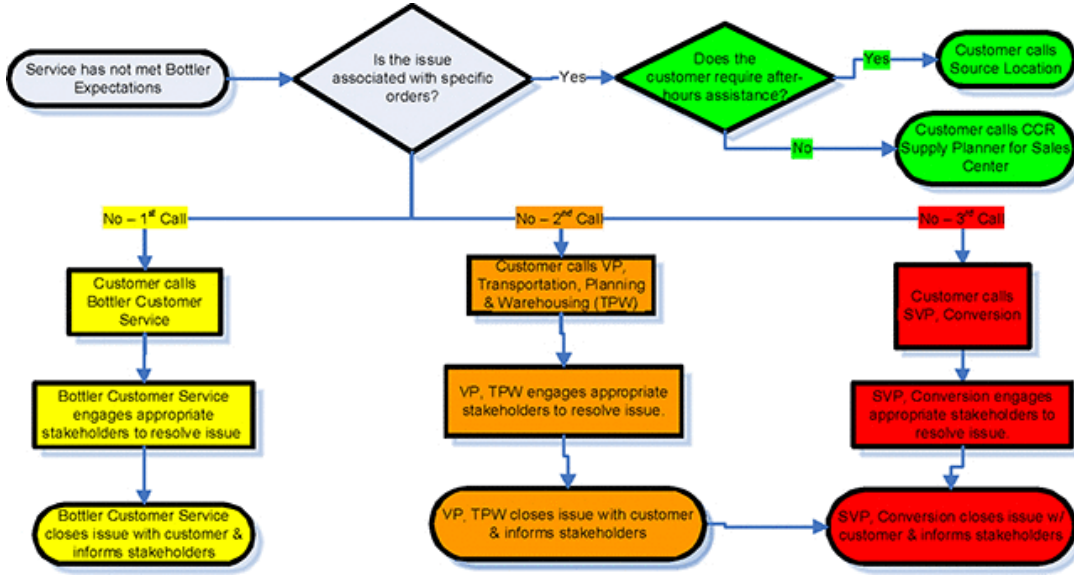 Service has not met Bottler
Expectations
Is the issue
associated with specific
orders?
Yes
Does the
customer require after-
hours assistance?
Yes
Customer calls
Source Location
No
Customer calls CCR
Supply Planner for Sales
Center
No – 1st Call
No – 2nd Call
No – 3rd Call
Customer calls
Bottler Customer
Service
Customer calls VP,
Transportation, Planning
& Warehousing (TPW)
Customer calls
SVP, Conversion
Bottler Customer Service
engages appropriate
stakeholders to resolve issue
VP, TPW engages appropriate
stakeholders to resolve issue.
SVP, Conversion engages
appropriate stakeholders to
resolve issue.
Bottler Customer Service
closes issue with customer &
informs stakeholders
VP, TPW closes issue with customer
& informs stakeholders
SVP, Conversion closes issue w/
customer & informs stakeholders